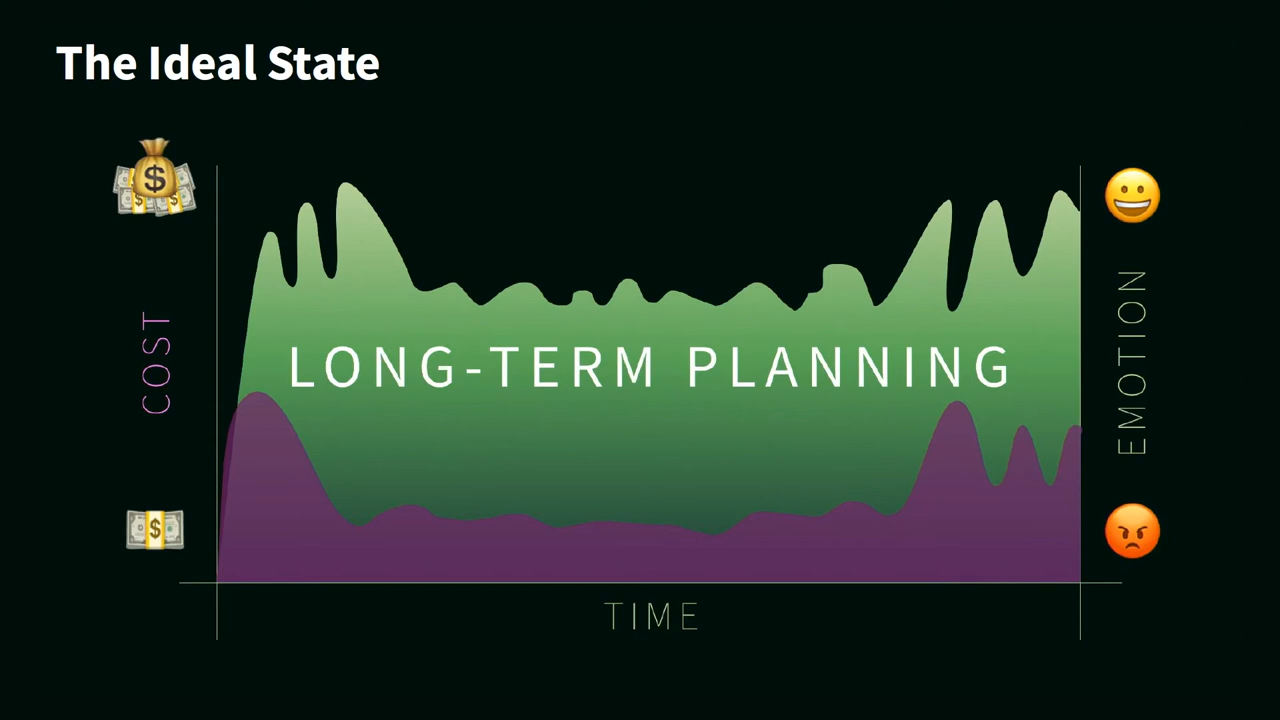 The Ideal State
COST
LONG-TERM PLANNING
EMOTION
TIME